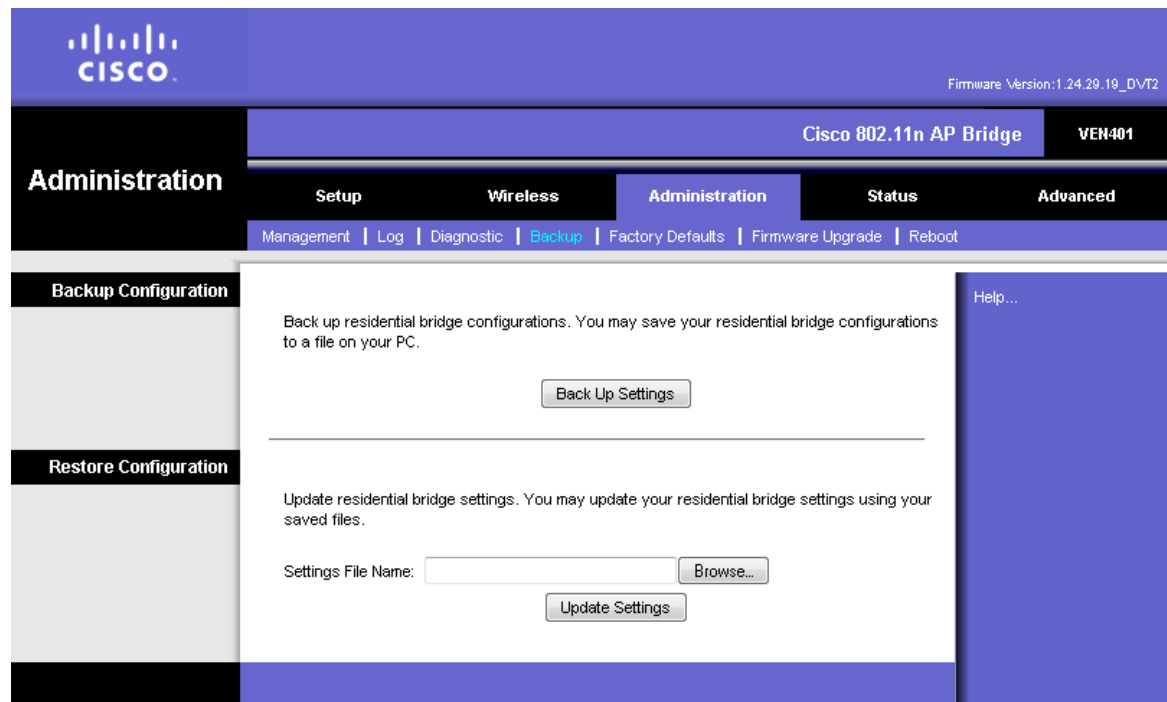 CISCO.
Firmware Version:1.24.29.19_DVT2
Cisco 802.11n AP Bridge VEN401
Administration
Setup Wireless Administration Status Advanced
Management | Log | Diagnostic | Backup | Factory Defaults | Firmware Upgrade | Reboot
Backup Configuration
Help...
Back up residential bridge configurations. You may save your residential bridge configurations
to a file on your PC.
Back Up Settings
Restore Configuration
Update residential bridge settings. You may update your residential bridge settings using your
saved files.
Settings File Name: Browse...
Update Settings